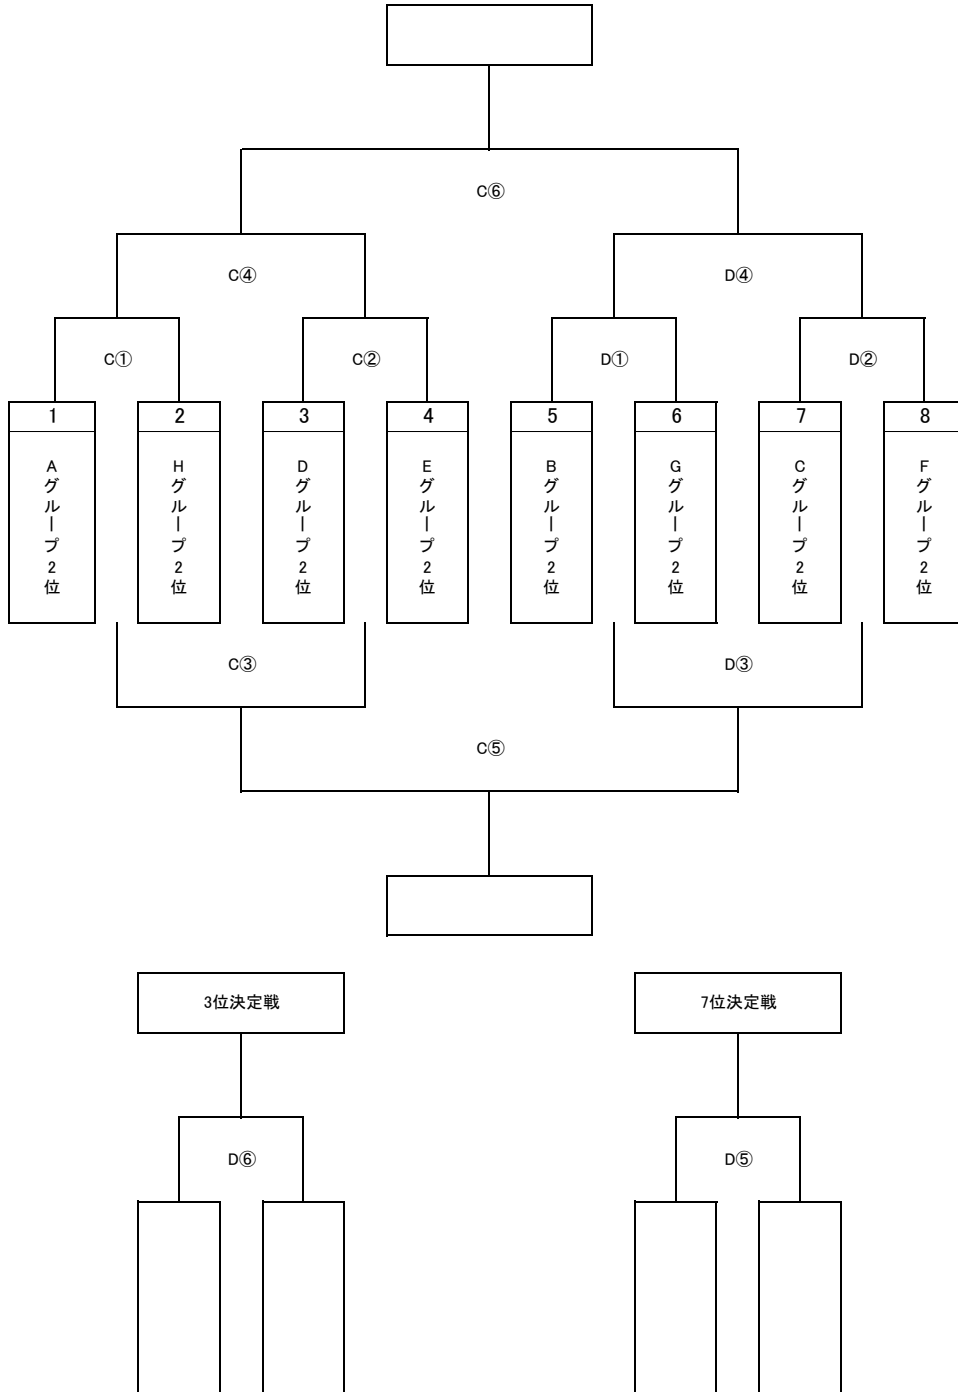 C⑥
C④
D④
C①
C②
D①
D②
1
2
3
4
5
6
7
8
Aグループ2位
Hグループ2位
Dグループ2位
Eグループ2位
Bグループ2位
Gグループ2位
Cグループ2位
Fグループ2位
C③
D③
C⑤
3位決定戦
7位決定戦
D⑥
D⑤